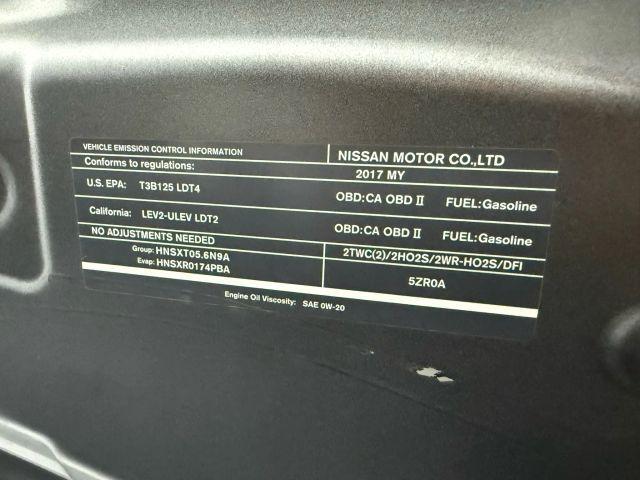 VEHICLE EMISSION CONTROL INFORMATION
NISSAN MOTOR CO.,LTD
Conforms to regulations:
2017 MY
U.S. EPA: T3B125 LDT4
OBD:CA OBD II FUEL:Gasoline
California: LEV2-ULEV LDT2
OBD:CA OBD II FUEL:Gasoline
NO ADJUSTMENTS NEEDED
Group:HNSXT05.6N9A
2TWC(2)/2HO2S/2WR-HO2S/DFI
Evap:HNSXR0174PBA
5ZR0A
Engine Oil Viscosity: SAE 0W-20